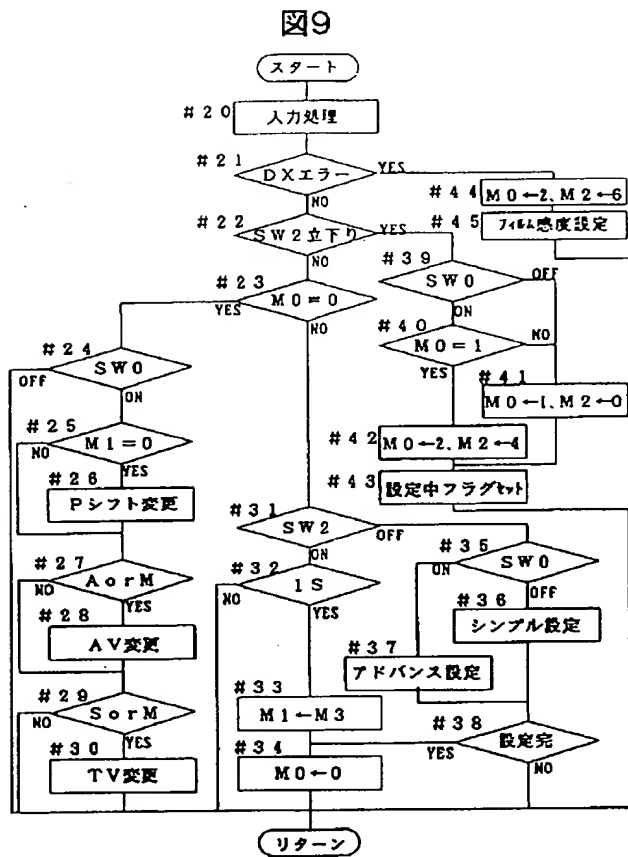 図9
スタート
#20
入力処理
#21
DXエラー
YES
NO
#44
M0←2、M2←6
#45
フィルム感度設定
#22
SW2立下り
YES
NO
#39
SW0
OFF
ON
#23
M0=0
YES
NO
#40
M0=1
NO
YES
#24
SW0
OFF
ON
#41
M0←1、M2←0
#25
M1=0
NO
YES
#42
M0←2、M2←4
#26
Pシフト変更
#43
設定中フラグセット
#31
SW2
OFF
ON
#27
AorM
NO
YES
#32
1S
NO
YES
#35
SW0
ON
OFF
#28
AV変更
#36
シンプル設定
#37
アドバンス設定
#29
SorM
NO
YES
#33
M1←M3
#38
設定完
YES
NO
#30
TV変更
#34
M0←0
リターン